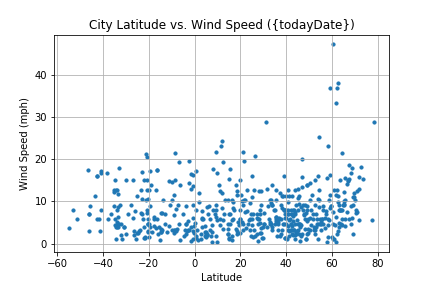 City Latitude vs. Wind Speed ({todayDate})
Wind Speed (mph)
40
30
20
10
0
−60 −40 −20 0 20 40 60 80
Latitude